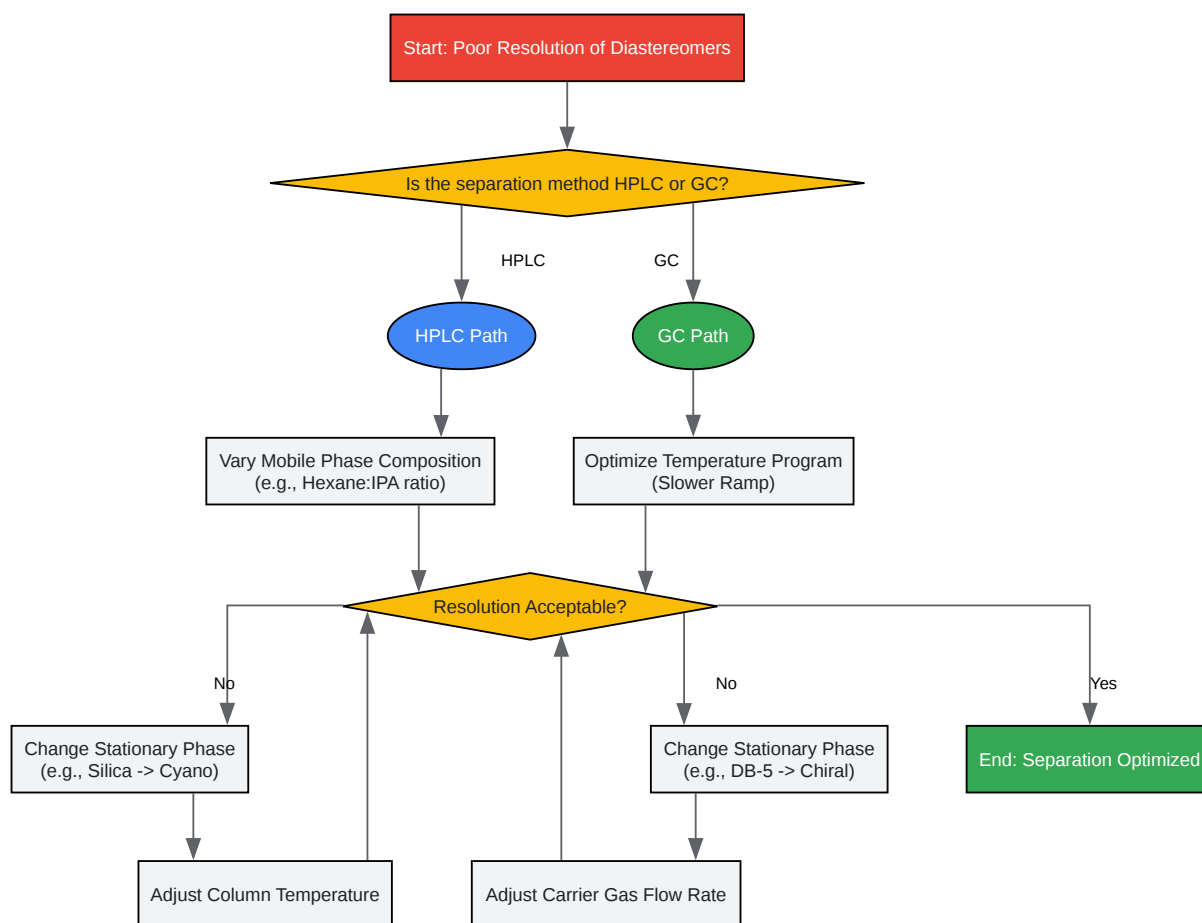 Start: Poor Resolution of Diastereomers
Is the separation method HPLC or GC?
HPLC
GC
HPLC Path
GC Path
Vary Mobile Phase Composition
(e.g., Hexane:IPA ratio)
Optimize Temperature Program
(Slower Ramp)
Resolution Acceptable?
No
No
Yes
Change Stationary Phase
(e.g., Silica -> Cyano)
Change Stationary Phase
(e.g., DB-5 -> Chiral)
End: Separation Optimized
Adjust Column Temperature
Adjust Carrier Gas Flow Rate